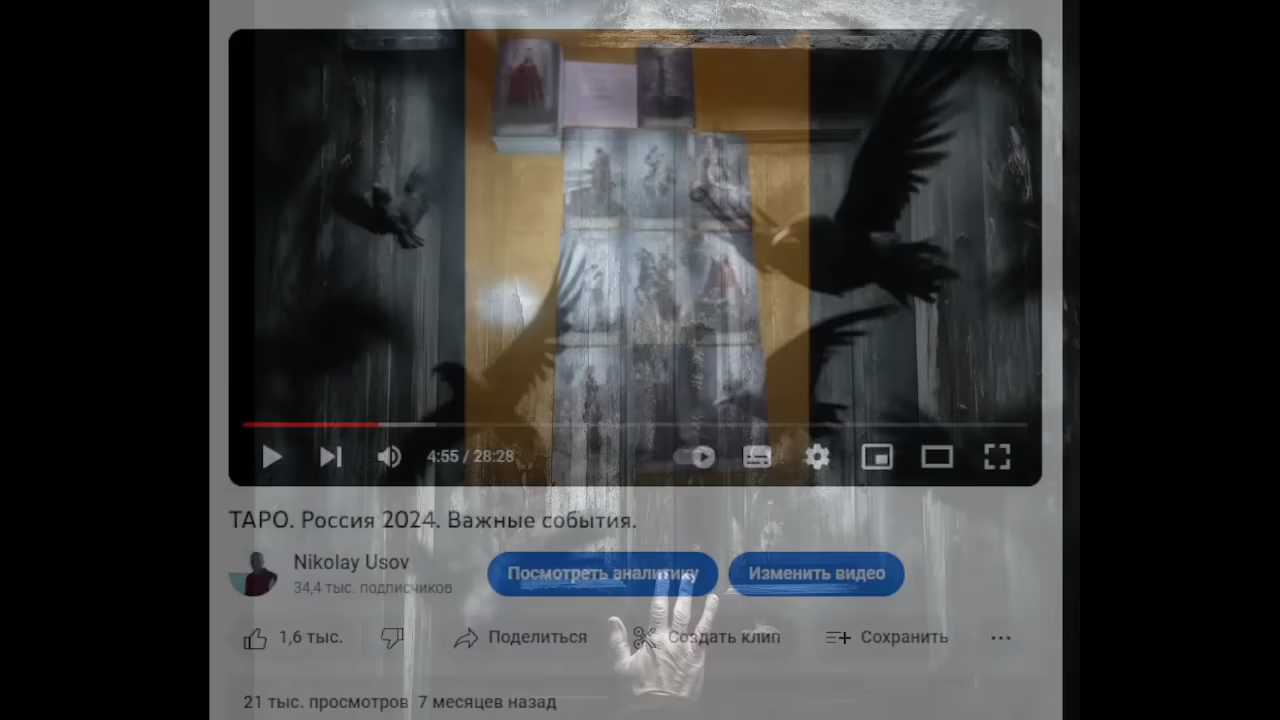 4:55 / 28:28
ТАРО. Россия 2024. Важные события.
Nikolay Usov
34,4 тыс. подписчиков
Посмотреть аналитику
Изменить видео
1,6 тыс.
Поделиться
Создать клип
Сохранить
21 тыс. просмотров 7 месяцев назад